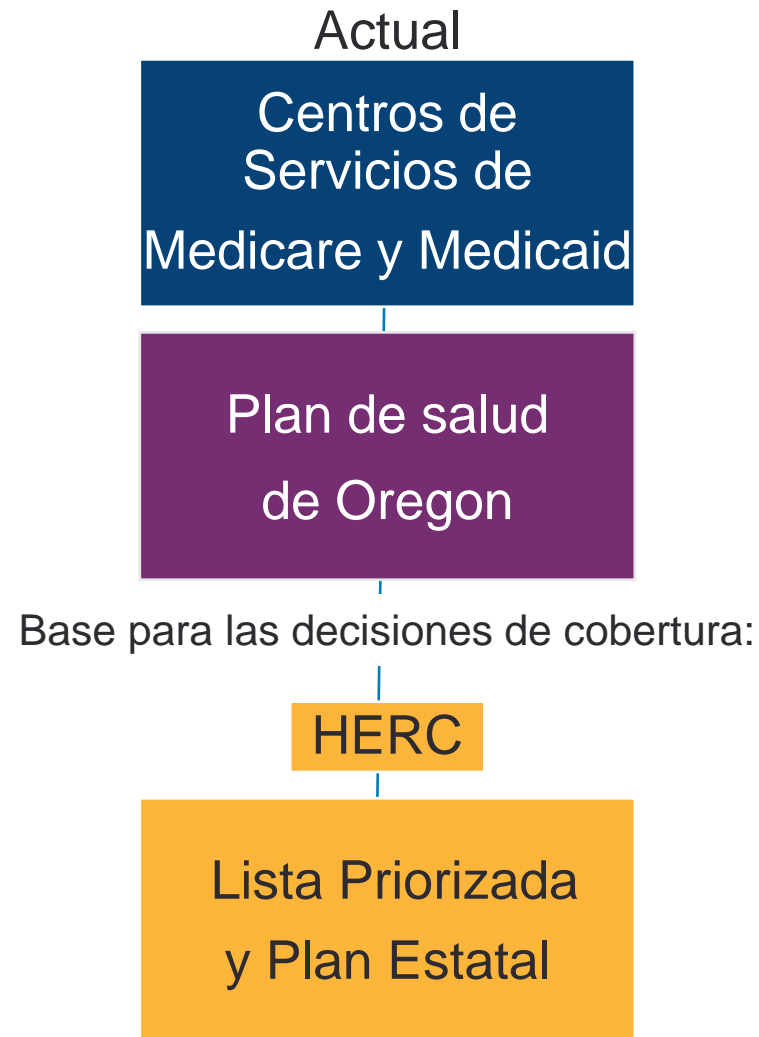 Actual
Centros de
Servicios de
Medicare y Medicaid
Plan de salud
de Oregon
Base para las decisiones de cobertura:
HERC
Lista Priorizada
y Plan Estatal